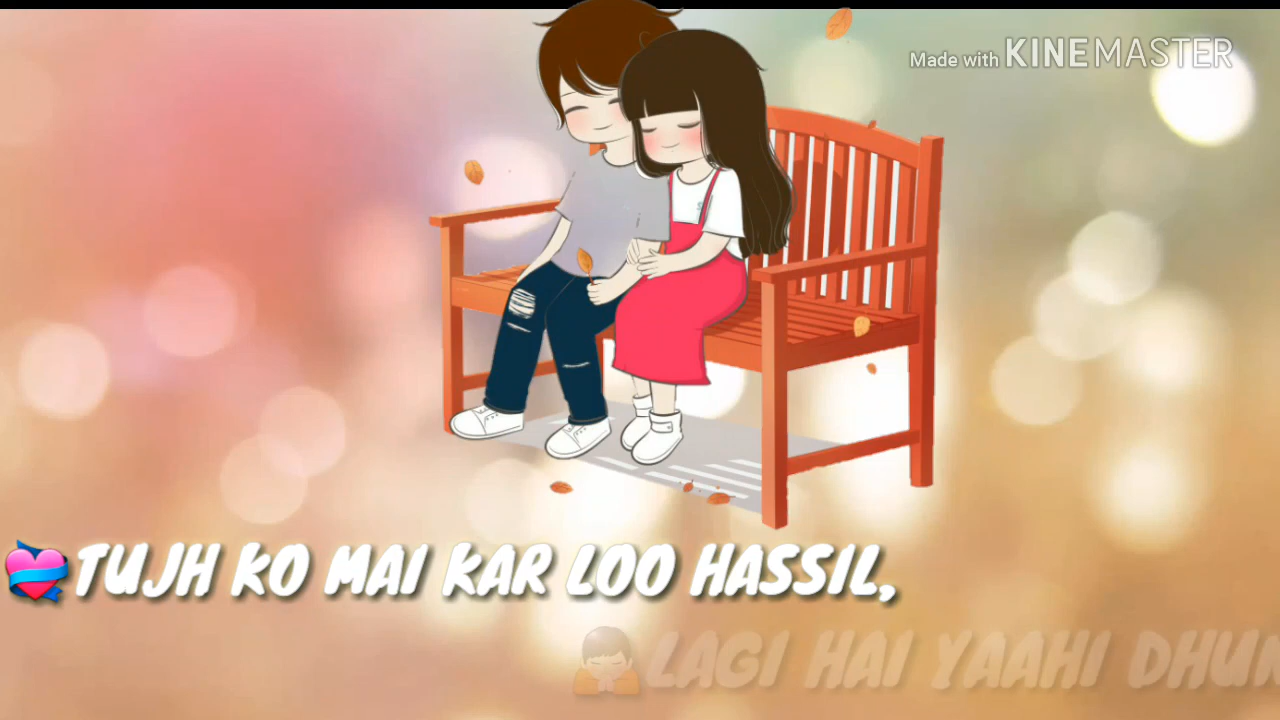 Made with KINEMASTER
💝TUJH KO MAI KAR LOO HASSIL,
🙏LAGI HAI YAAHI DHUN